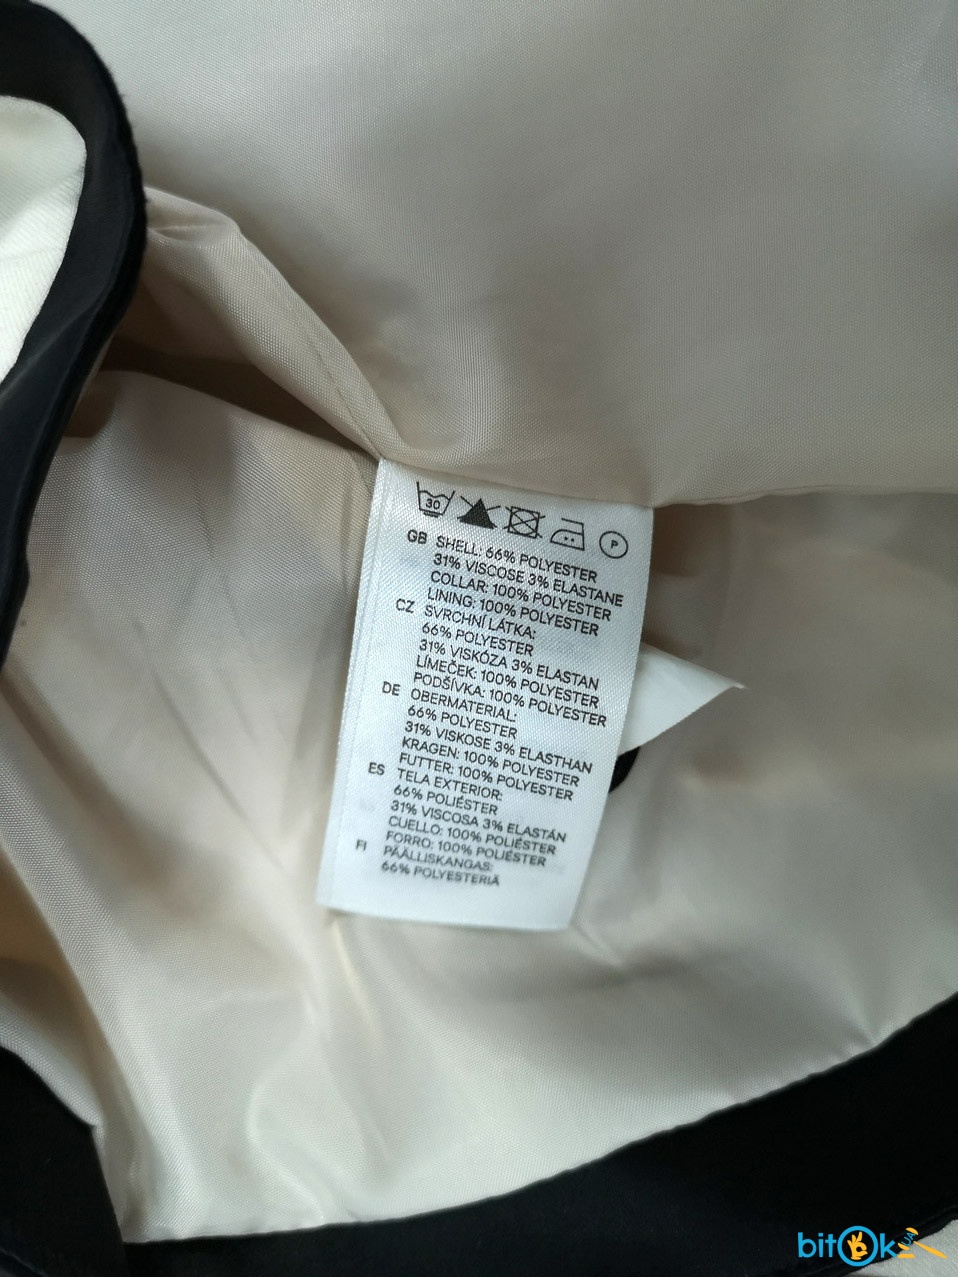 30
P
GB SHELL: 66% POLYESTER
31% VISCOSE 3% ELASTANE
COLLAR: 100% POLYESTER
LINING: 100% POLYESTER
CZ SVRCHNÍ LÁTKA:
66% POLYESTER
31% VISKÓZA 3% ELASTAN
LÍMEČEK: 100% POLYESTER
PODŠÍVKA: 100% POLYESTER
DE OBERMATERIAL:
66% POLYESTER
31% VISKOSE 3% ELASTHAN
KRAGEN: 100% POLYESTER
FUTTER: 100% POLYESTER
ES TELA EXTERIOR:
66% POLIÉSTER
31% VISCOSA 3% ELASTÁN
CUELLO: 100% POLIÉSTER
FORRO: 100% POLIÉSTER
FI PÄÄLLISKANGAS:
66% POLYESTERIÄ
bitOk UA